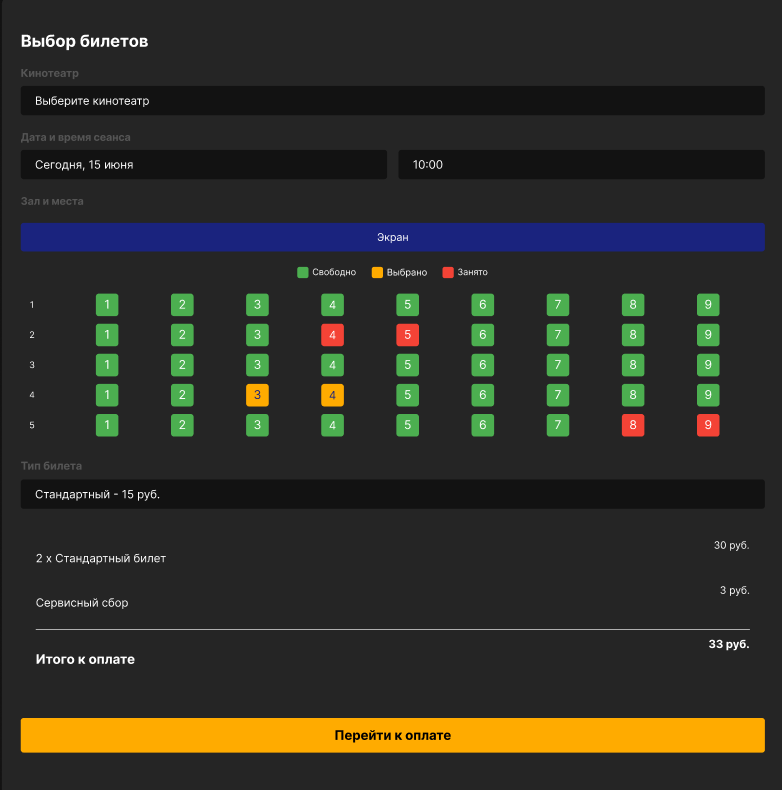 Выбор билетов
Кинотеатр
Выберите кинотеатр
Дата и время сеанса
Сегодня, 15 июня 10:00
Зал и места
Экран
Свободно Выбрано Занято
1 1 2 3 4 5 6 7 8 9
2 1 2 3 4 5 6 7 8 9
3 1 2 3 4 5 6 7 8 9
4 1 2 3 4 5 6 7 8 9
5 1 2 3 4 5 6 7 8 9
Тип билета
Стандартный - 15 руб.
2 x Стандартный билет 30 руб.
Сервисный сбор 3 руб.
Итого к оплате 33 руб.
Перейти к оплате